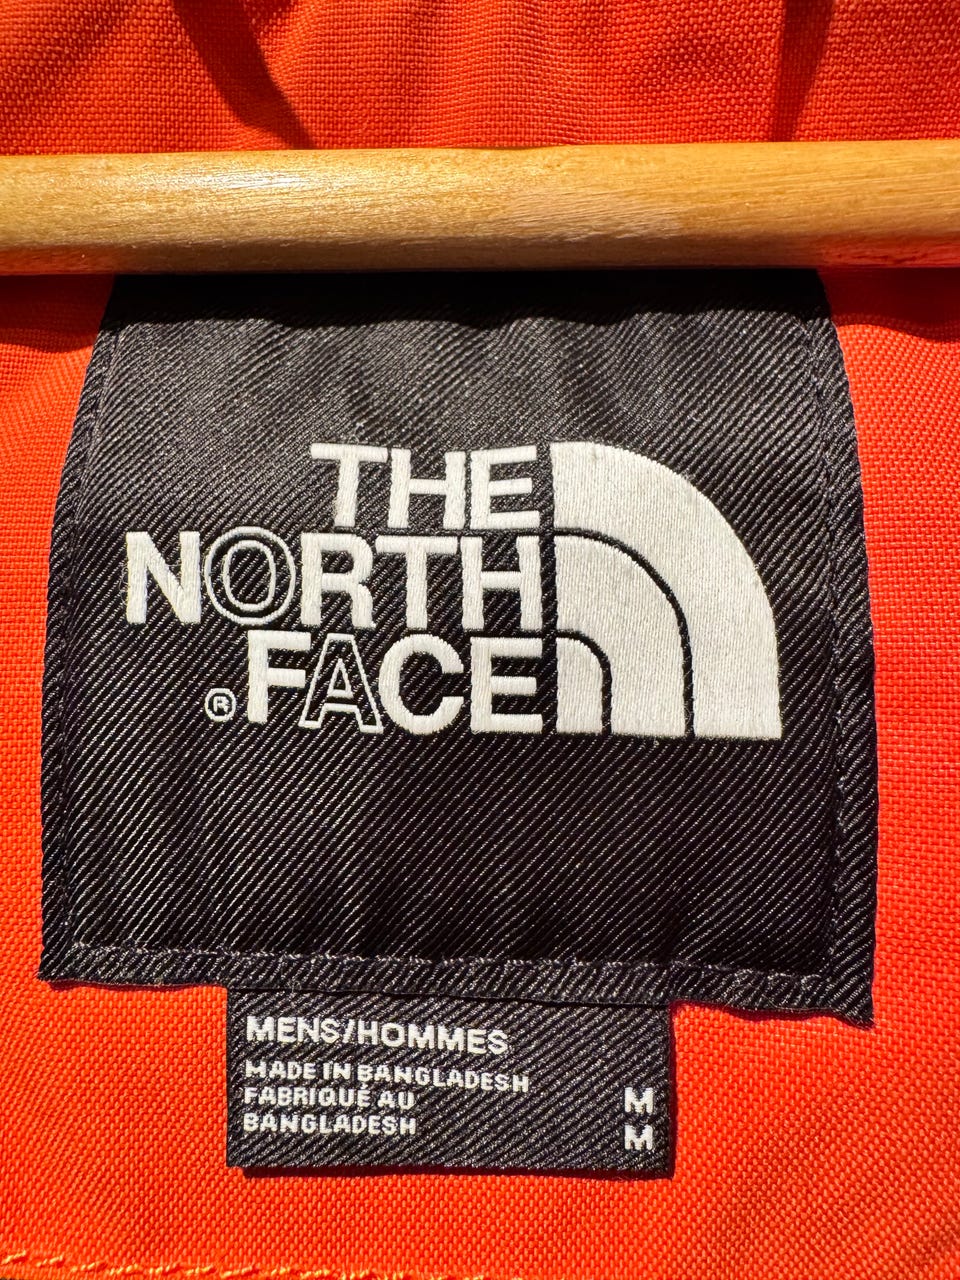 THE
NORTH
® FACE
MENS/HOMMES
MADE IN BANGLADESH
FABRIQUÉ AU
BANGLADESH
M
M